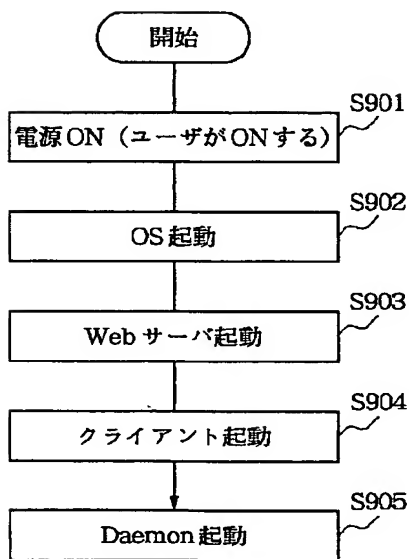 開始
S901
電源ON（ユーザがONする）
S902
OS起動
S903
Webサーバ起動
S904
クライアント起動
S905
Daemon起動